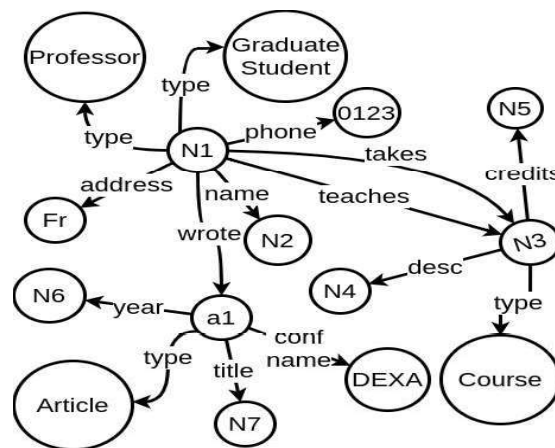 Professor
Graduate
Student
type
type
phone
0123
N5
N1
takes
credits
address
name
teaches
Fr
wrote
N2
N3
desc
N6
N4
year
a1
type
type
conf
name
title
Article
DEXA
Course
N7